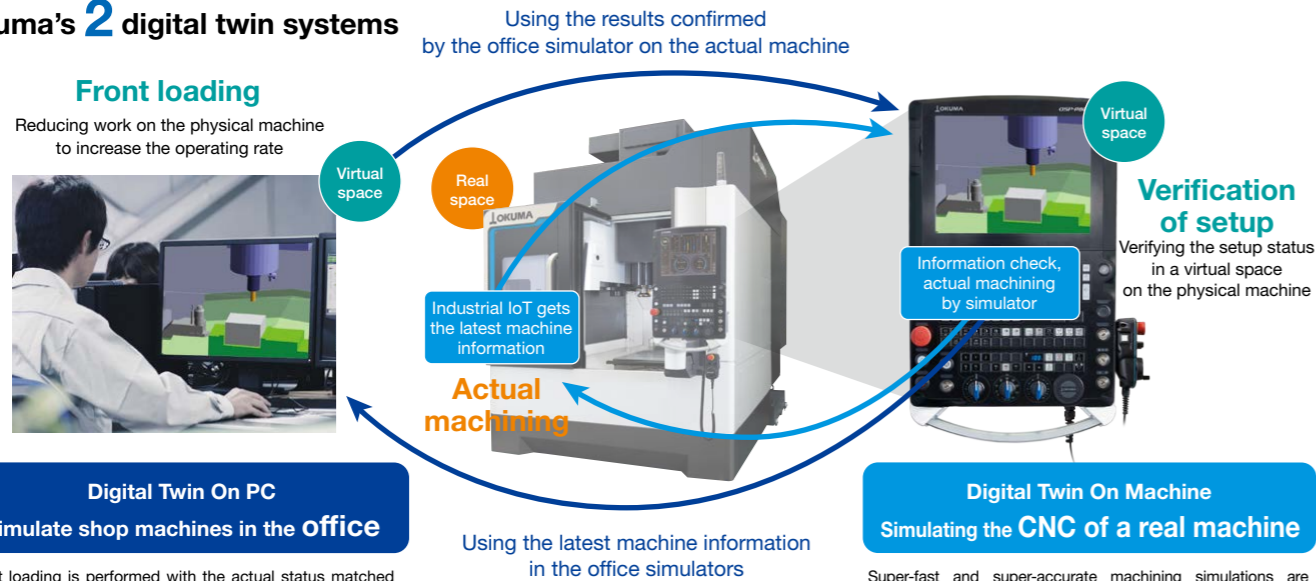 uma's 2 digital twin systems
Using the results confirmed
by the office simulator on the actual machine
Front loading
Reducing work on the physical machine
to increase the operating rate
Virtual
space
Real
space
OKUMA
OKUMA
Virtual
space
Verification
of setup
Verifying the setup status
in a virtual space
on the physical machine
Information check,
actual machining
by simulator
Industrial IoT gets
the latest machine
information
Actual
machining
Digital Twin On PC
imulate shop machines in the office
Using the latest machine information
in the office simulators
Digital Twin On Machine
Simulating the CNC of a real machine
t loading is performed with the actual status matched
Super-fast and super-accurate machining simulations are